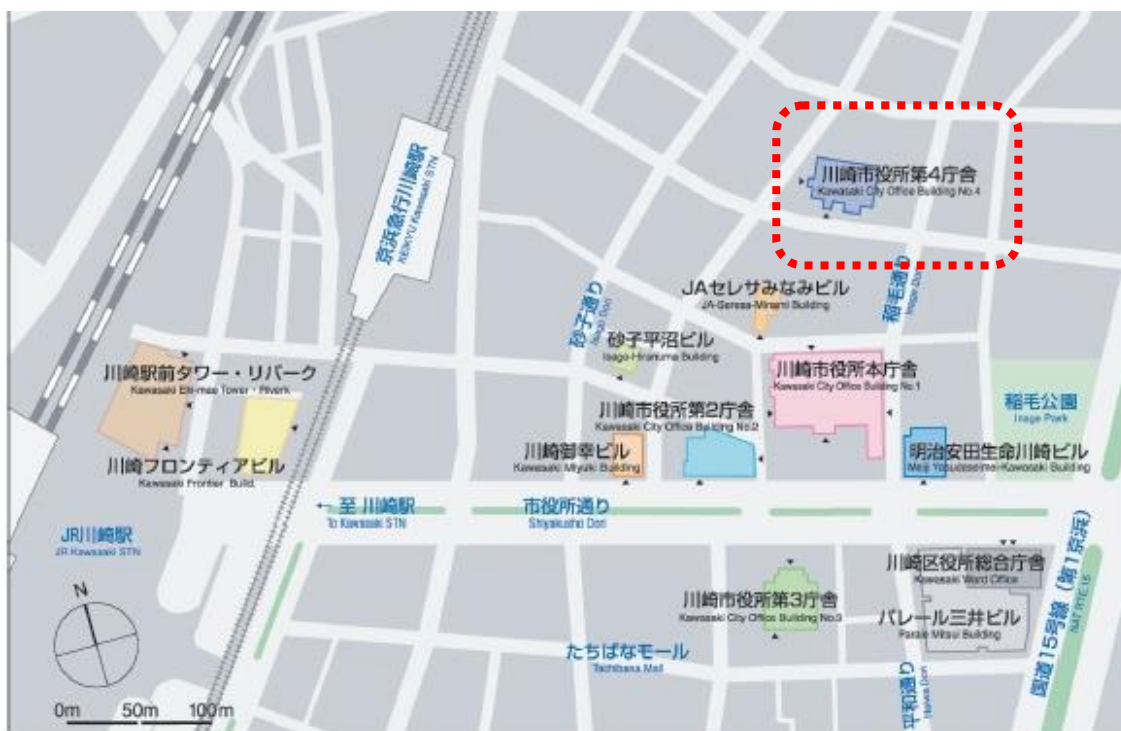 川崎市役所第4庁舎
Kawasaki City Office Building No.4
京浜急行川崎駅
KEIKYU Kawasaki STN
稲毛通り
Inage Dori
JAセレサみなみビル
JA-Seresa-Minami Building
砂子通り
Isago Dori
砂子平沼ビル
Isago-Hiranuma Building
川崎駅前タワー・リバーク
Kawasaki Eki-mae Tower・Riverk
川崎市役所本庁舎
Kawasaki City Office Building No.1
稲毛公園
Inage Park
川崎市役所第2庁舎
Kawasaki City Office Building No.2
川崎御幸ビル
Kawasaki Miyuki Building
明治安田生命川崎ビル
Meiji Yasudaseimei-Kawasaki Building
川崎フロンティアビル
Kawasaki Frontier Build.
←至 川崎駅
To Kawasaki STN
市役所通り
Shiyakusho Dori
JR川崎駅
JR Kawasaki STN
川崎区役所総合庁舎
Kawasaki Ward Office
国道15号線(第1京浜)
NAT RTE.15
N
川崎市役所第3庁舎
Kawasaki City Office Building No.3
パレール三井ビル
Parale Mitsui Building
たちばなモール
Tachibana Mall
平和通り
Heiwa Dori
0m 50m 100m